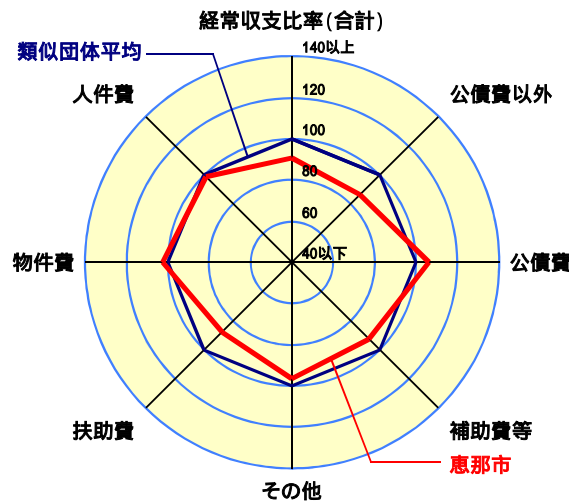 経常収支比率(合計)
類似団体平均
140以上
人件費
120
公債費以外
100
80
60
物件費
40以下
公債費
扶助費
補助費等
恵那市
その他